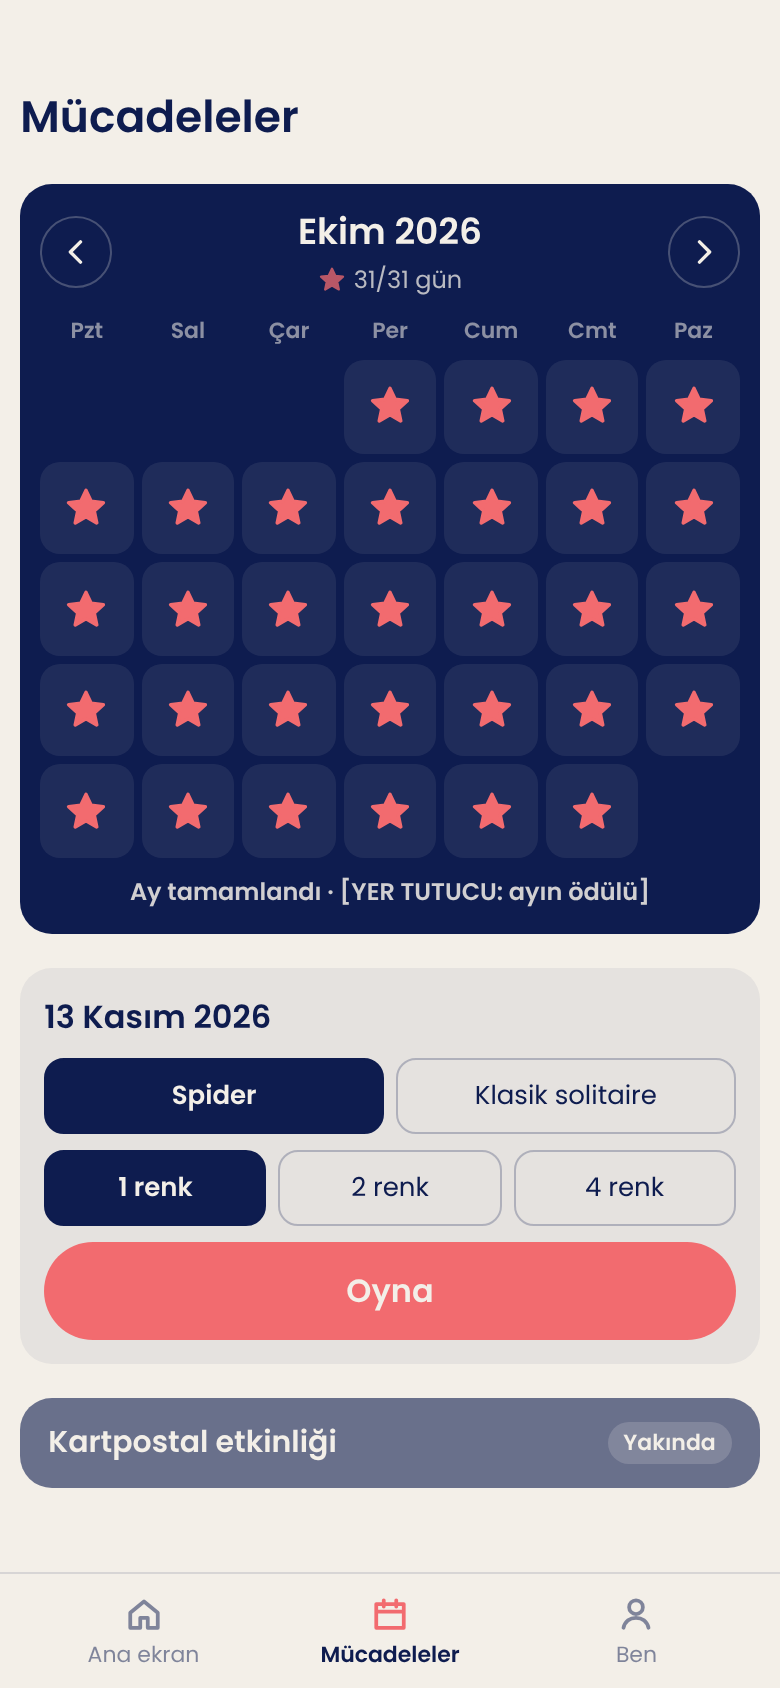 Mücadeleler
Ekim 2026
31/31 gün
Pzt Sal Çar Per Cum Cmt Paz
Ay tamamlandı · [YER TUTUCU: ayın ödülü]
13 Kasım 2026
Spider Klasik solitaire
1 renk 2 renk 4 renk
Oyna
Kartpostal etkinliği Yakında
Ana ekran Mücadeleler Ben